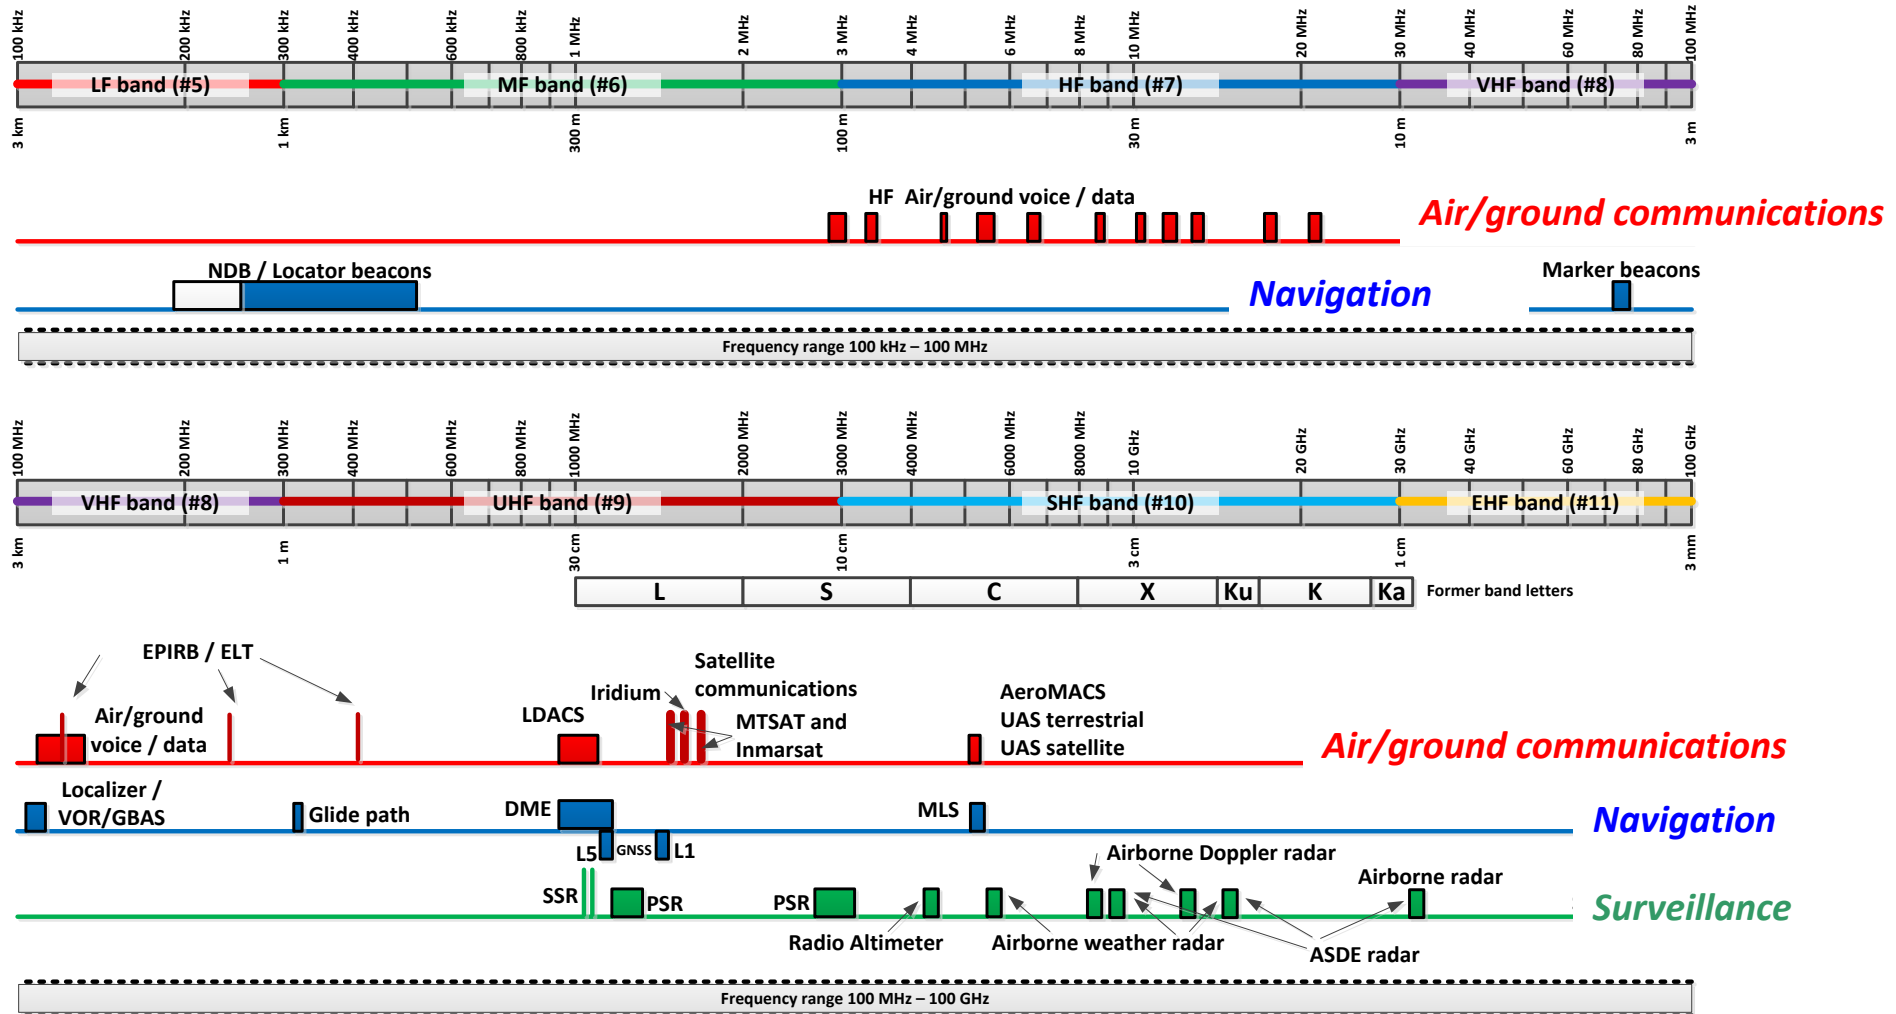 100 kHz
200 kHz
300 kHz
400 kHz
600 kHz
800 kHz
1 MHz
2 MHz
3 MHz
4 MHz
6 MHz
8 MHz
10 MHz
20 MHz
30 MHz
40 MHz
60 MHz
80 MHz
100 MHz
LF band (#5)
MF band (#6)
HF band (#7)
VHF band (#8)
3 km
1 km
300 m
100 m
30 m
10 m
3 m
HF Air/ground voice / data
Air/ground communications
NDB / Locator beacons
Navigation
Marker beacons
Frequency range 100 kHz – 100 MHz
100 MHz
200 MHz
300 MHz
400 MHz
600 MHz
800 MHz
1000 MHz
2000 MHz
3000 MHz
4000 MHz
6000 MHz
8000 MHz
10 GHz
20 GHz
30 GHz
40 GHz
60 GHz
80 GHz
100 GHz
VHF band (#8)
UHF band (#9)
SHF band (#10)
EHF band (#11)
3 km
1 m
30 cm
10 cm
3 cm
1 cm
3 mm
L
S
C
X
Ku
K
Ka
Former band letters
EPIRB / ELT
Air/ground
voice / data
LDACS
Iridium
Satellite
communications
MTSAT and
Inmarsat
AeroMACS
UAS terrestrial
UAS satellite
Air/ground communications
Localizer /
VOR/GBAS
Glide path
DME
L5
GNSS
L1
MLS
Navigation
SSR
PSR
PSR
Radio Altimeter
Airborne weather radar
Airborne Doppler radar
Airborne radar
ASDE radar
Surveillance
Frequency range 100 MHz – 100 GHz